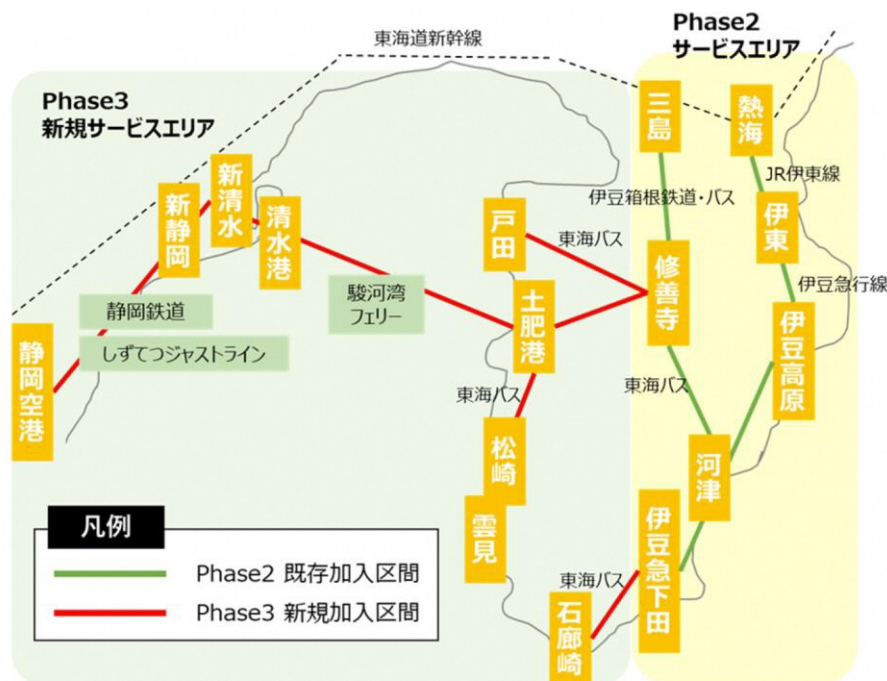 東海道新幹線
Phase2
サービスエリア
Phase3
新規サービスエリア
三島
熱海
JR伊東線
新清水
新静岡
清水港
戸田
伊豆箱根鉄道・バス
伊東
東海バス
修善寺
伊豆急行線
駿河湾
フェリー
土肥港
静岡鉄道
しずてつジャストライン
伊豆高原
静岡空港
東海バス
東海バス
松崎
河津
雲見
伊豆急下田
東海バス
石廊崎
凡例
Phase2 既存加入区間
Phase3 新規加入区間